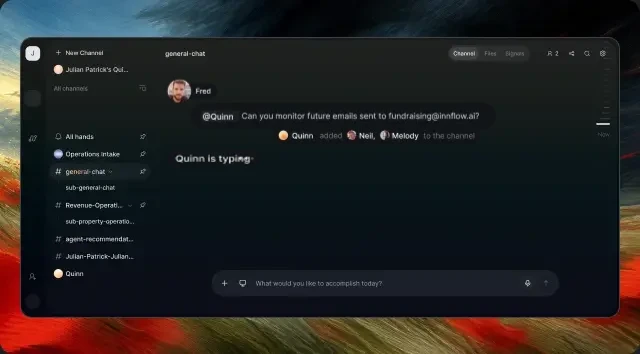 J
+ New Channel
general-chat
Channel
Files
Signes
2
Julian Patrick's Qui...
All channels
Fred
@Quinn Can you monitor future emails sent to fundraising@innflow.ai?
Quinn added Neil, Melody to the channel
Now
All hands
Operations Intake
Quinn is typing
# general-chat
sub-general-chat
# Revenue-Operati...
sub-property-operatio...
# agent-recommendat...
# Julian-Patrick-Julian...
Quinn
What would you like to accomplish today?